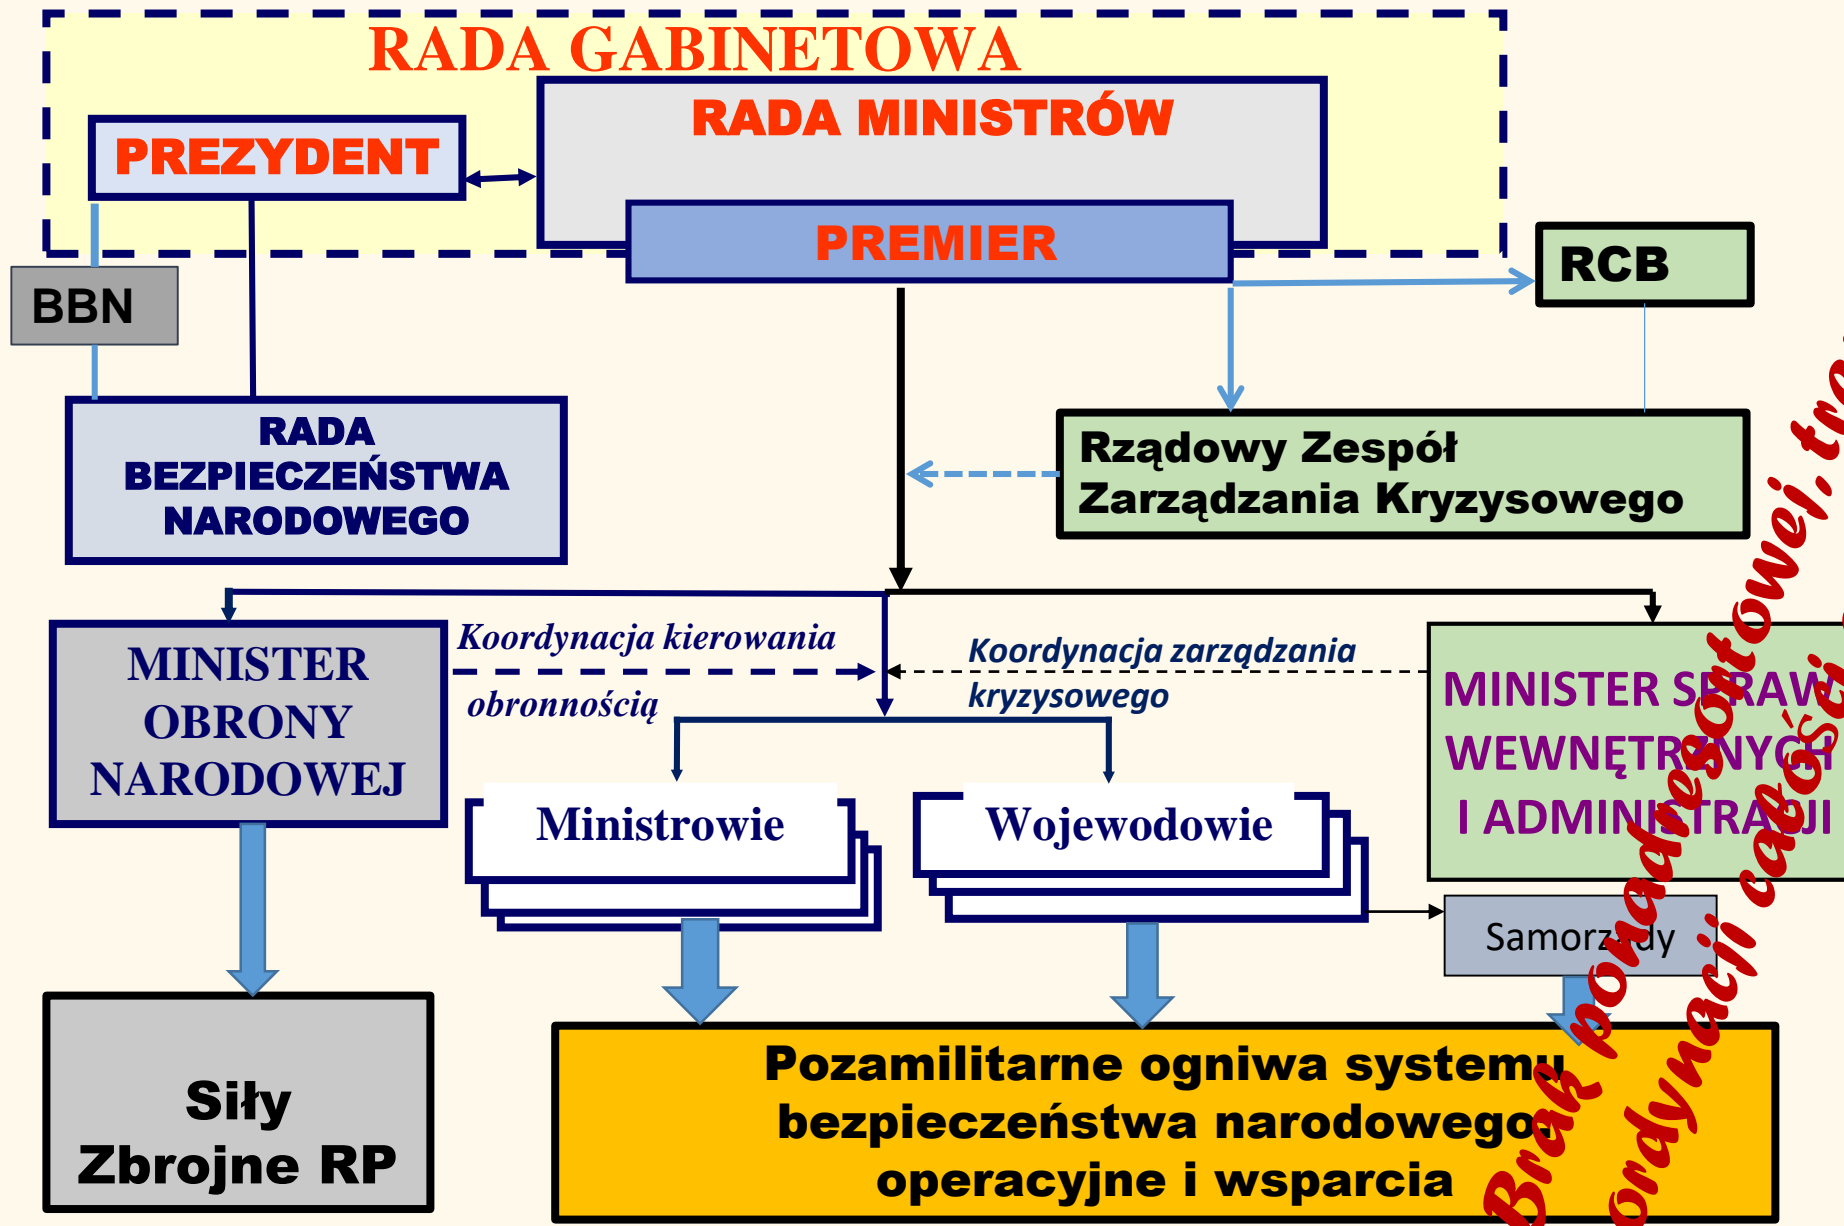 RADA GABINETOWA
RADA MINISTRÓW
PREZYDENT
PREMIER
RCB
BBN
RADA
BEZPIECZEŃSTWA
NARODOWEGO
Rządowy Zespół
Zarządzania Kryzysowego
MINISTER
OBRONY
NARODOWEJ
Koordynacja kierowania
obronnością
Koordynacja zarządzania
kryzysowego
MINISTER SPRAW
WEWNĘTRZNYCH
I ADMINISTRACJI
Ministrowie
Wojewodowie
Samorządy
Siły
Zbrojne RP
Pozamilitarne ogniwa systemu
bezpieczeństwa narodowego,
operacyjne i wsparcia
Brak ponadresortowej,
całości